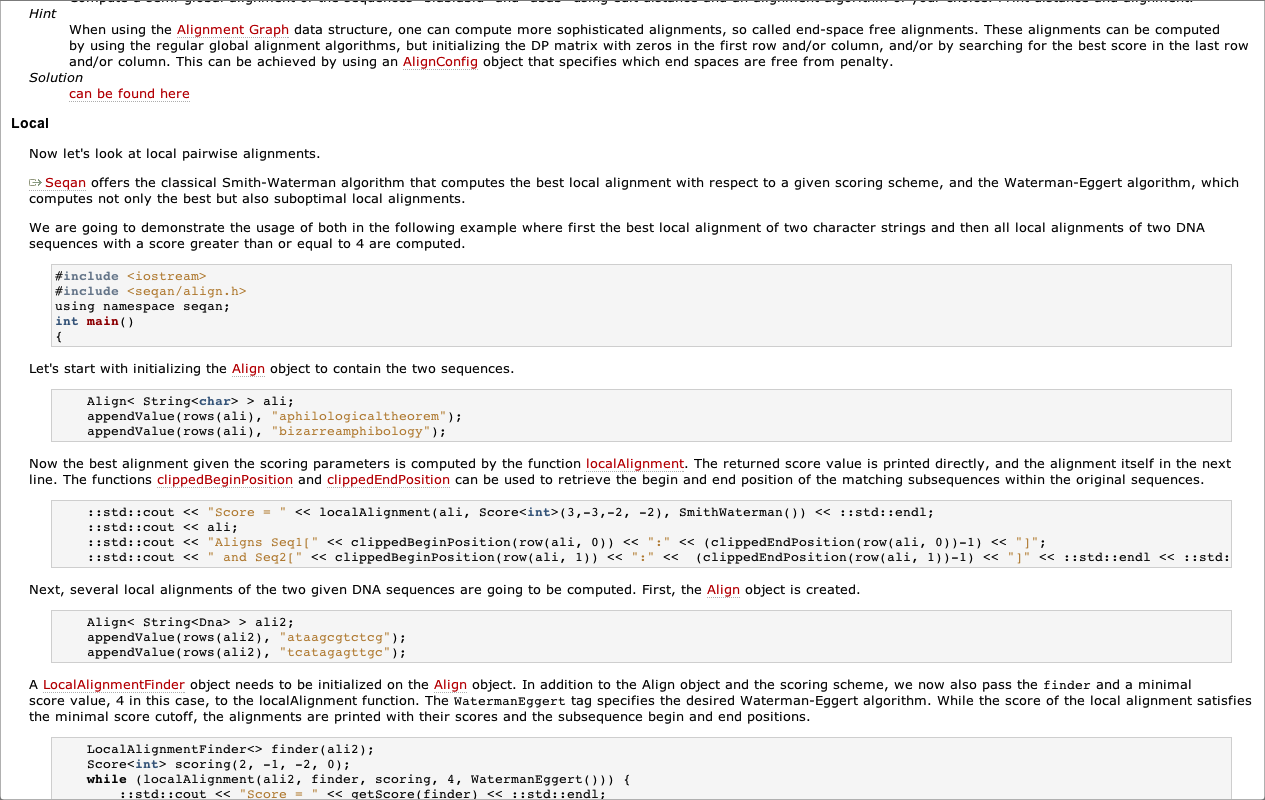 Compute a semi-global alignment of the sequences
Hint
When using the Alignment Graph data structure, one can compute more sophisticated alignments, so called end-space free alignments. These alignments can be computed
by using the regular global alignment algorithms, but initializing the DP matrix with zeros in the first row and/or column, and/or by searching for the best score in the last row
and/or column. This can be achieved by using an AlignConfig object that specifies which end spaces are free from penalty.
Solution
can be found here
Local
Now let's look at local pairwise alignments.
Seqan offers the classical Smith-Waterman algorithm that computes the best local alignment with respect to a given scoring scheme, and the Waterman-Eggert algorithm, which
computes not only the best but also suboptimal local alignments.
We are going to demonstrate the usage of both in the following example where first the best local alignment of two character strings and then all local alignments of two DNA
sequences with a score greater than or equal to 4 are computed.
#include <iostream>
#include <seqan/align.h>
using namespace seqan;
int main()
{
Let's start with initializing the Align object to contain the two sequences.
Align< String<char> > ali;
appendValue(rows(ali), "aphilologicaltheorem");
appendValue(rows(ali), "bizarreamphibology");
Now the best alignment given the scoring parameters is computed by the function localAlignment. The returned score value is printed directly, and the alignment itself in the next
line. The functions clippedBeginPosition and clippedEndPosition can be used to retrieve the begin and end position of the matching subsequences within the original sequences.
::std::cout << "Score = " << localAlignment(ali, Score<int>(3,-3,-2, -2), SmithWaterman()) << ::std::endl;
::std::cout << ali;
::std::cout << "Aligns Seq1[" << clippedBeginPosition(row(ali, 0)) << ":" << (clippedEndPosition(row(ali, 0))-1) << "]";
::std::cout << " and Seq2[" << clippedBeginPosition(row(ali, 1)) << ":" <<  (clippedEndPosition(row(ali, 1))-1) << "]" << ::std::endl << ::std:
Next, several local alignments of the two given DNA sequences are going to be computed. First, the Align object is created.
Align< String<Dna> > ali2;
appendValue(rows(ali2), "ataagcgtctcg");
appendValue(rows(ali2), "tcatagagttgc");
A LocalAlignmentFinder object needs to be initialized on the Align object. In addition to the Align object and the scoring scheme, we now also pass the finder and a minimal
score value, 4 in this case, to the localAlignment function. The WatermanEggert tag specifies the desired Waterman-Eggert algorithm. While the score of the local alignment satisfies
the minimal score cutoff, the alignments are printed with their scores and the subsequence begin and end positions.
LocalAlignmentFinder<> finder(ali2);
Score<int> scoring(2, -1, -2, 0);
while (localAlignment(ali2, finder, scoring, 4, WatermanEggert())) {
::std::cout << "Score = " << getScore(finder) << ::std::endl;